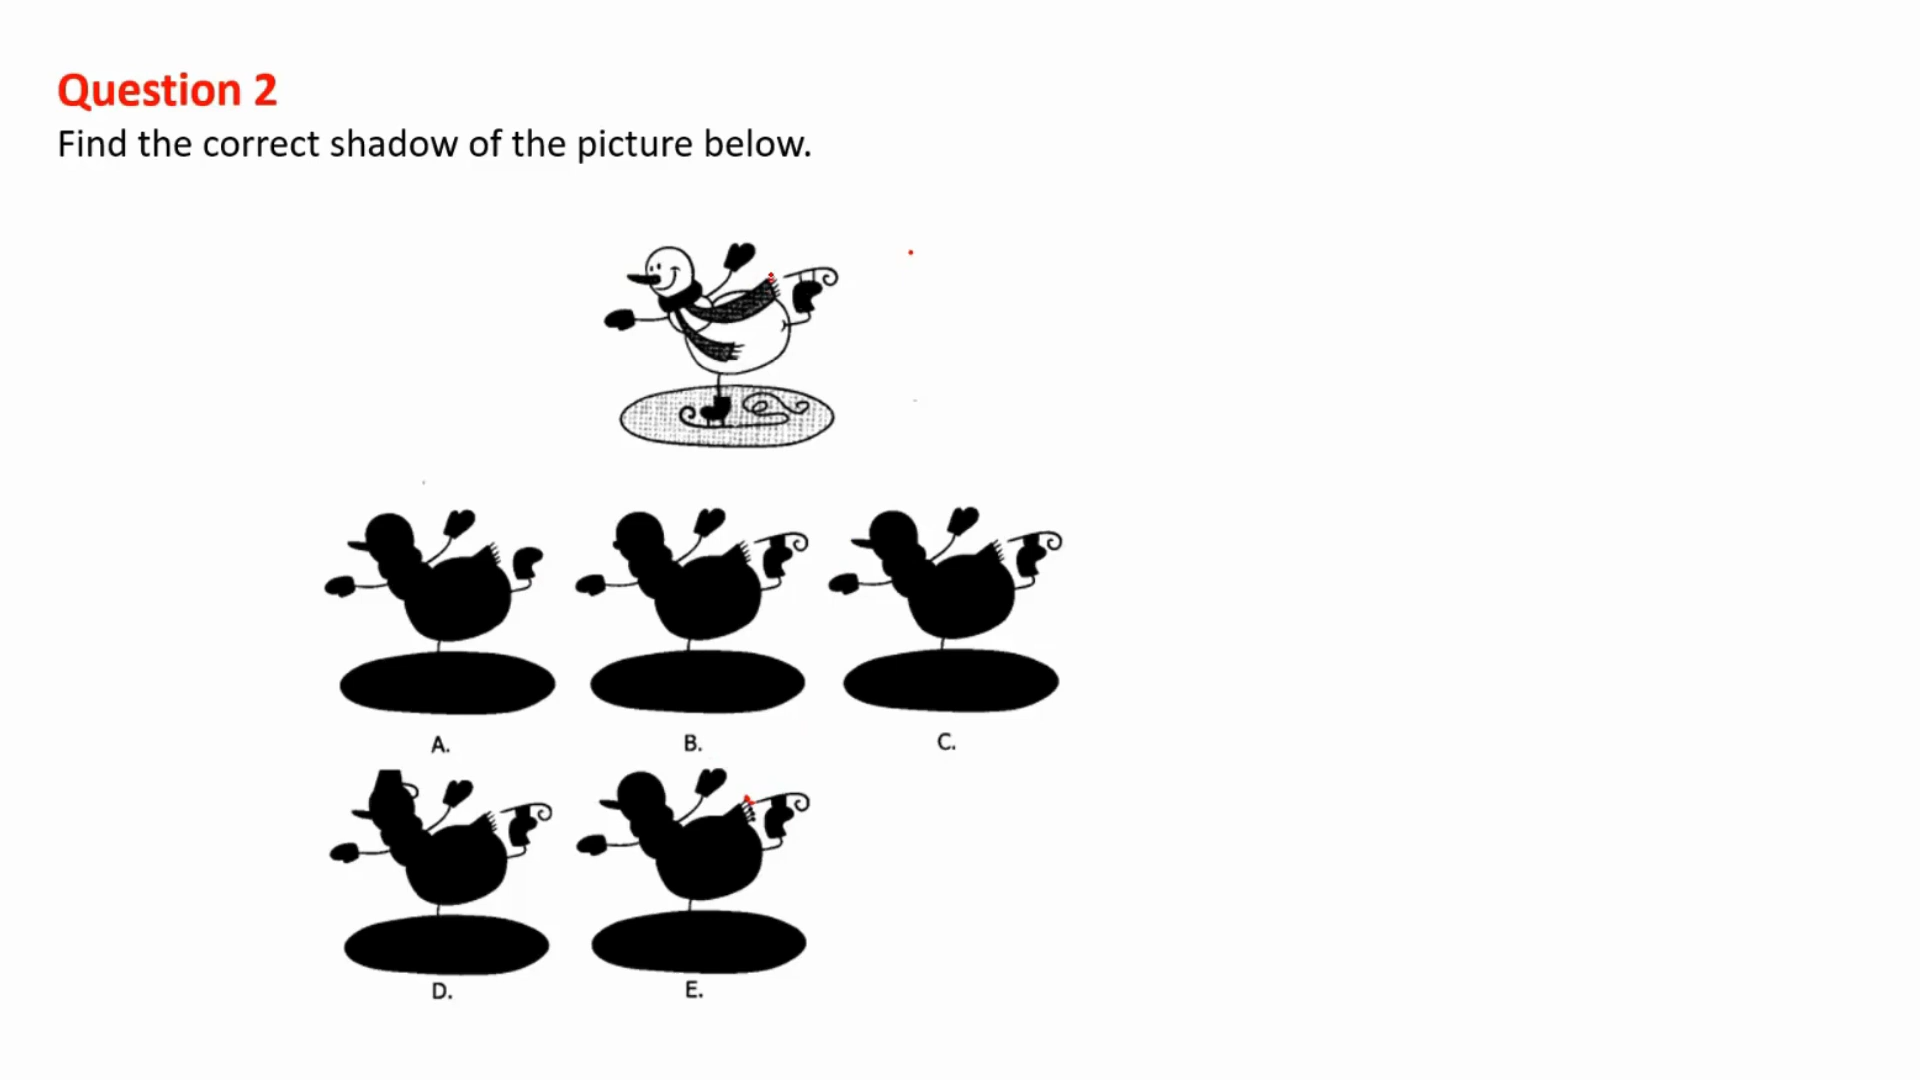 Question 2
Find the correct shadow of the picture below.
A.
B.
C.
D.
E.